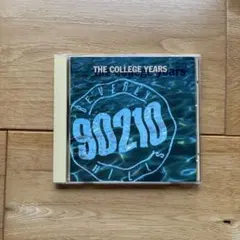 THE COLLEGE YEARS
BEVERLY
90210
HILLS